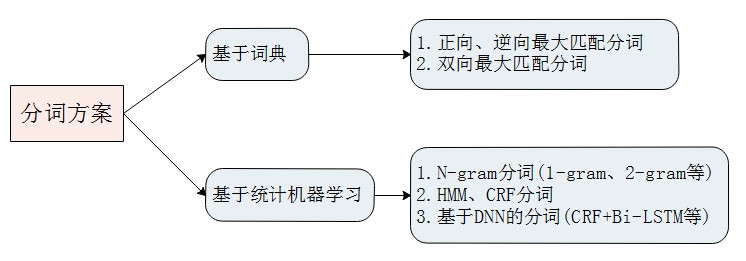 分词方案
基于词典
1. 正向、逆向最大匹配分词
2. 双向最大匹配分词
基于统计机器学习
1. N-gram分词(1-gram、2-gram等)
2. HMM、CRF分词
3. 基于DNN的分词(CRF+Bi-LSTM等)